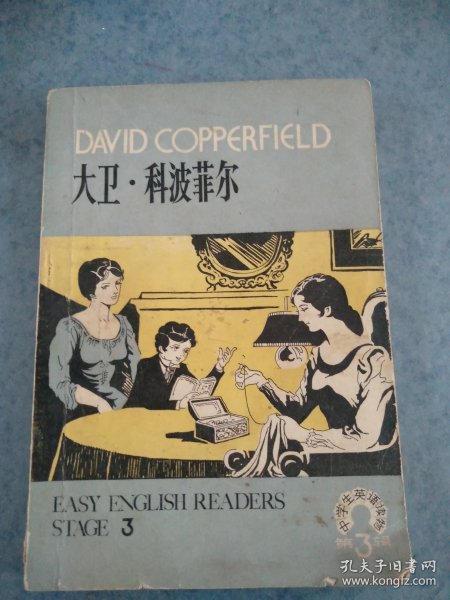 DAVID COPPERFIELD
大卫·科波菲尔
EASY ENGLISH READERS
STAGE 3
中学生英语读物
第3辑
孔夫子旧书网
www.kongfz.com